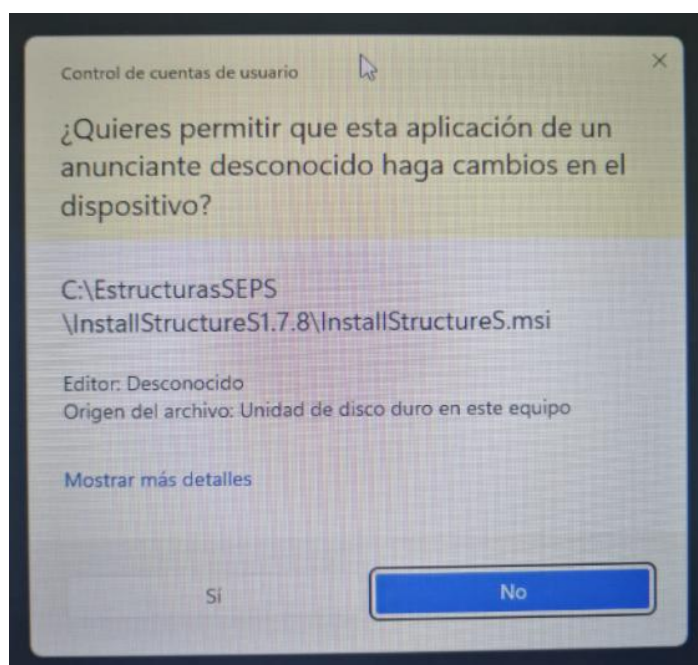 Control de cuentas de usuario
¿Quieres permitir que esta aplicación de un
anunciante desconocido haga cambios en el
dispositivo?
C:\EstructurasSEPS
\InstallStructureS1.7.8\InstallStructureS.msi
Editor: Desconocido
Origen del archivo: Unidad de disco duro en este equipo
Mostrar más detalles
Sí
No